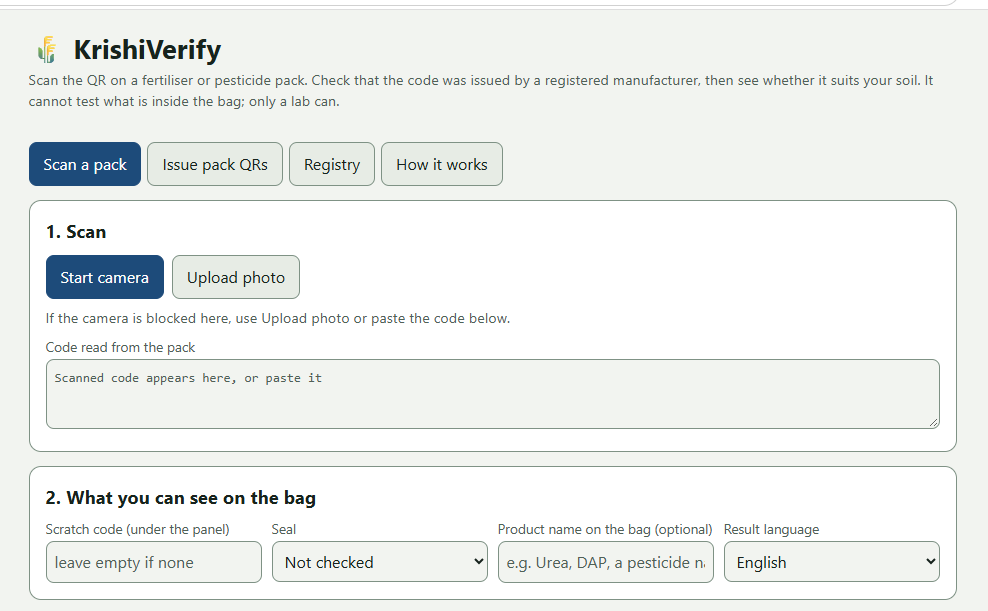 KrishiVerify
Scan the QR on a fertiliser or pesticide pack. Check that the code was issued by a registered manufacturer, then see whether it suits your soil. It
cannot test what is inside the bag; only a lab can.
Scan a pack
Issue pack QRs
Registry
How it works
1. Scan
Start camera
Upload photo
If the camera is blocked here, use Upload photo or paste the code below.
Code read from the pack
Scanned code appears here, or paste it
2. What you can see on the bag
Scratch code (under the panel)
Seal
Product name on the bag (optional)
Result language
leave empty if none
Not checked
e.g. Urea, DAP, a pesticide n
English